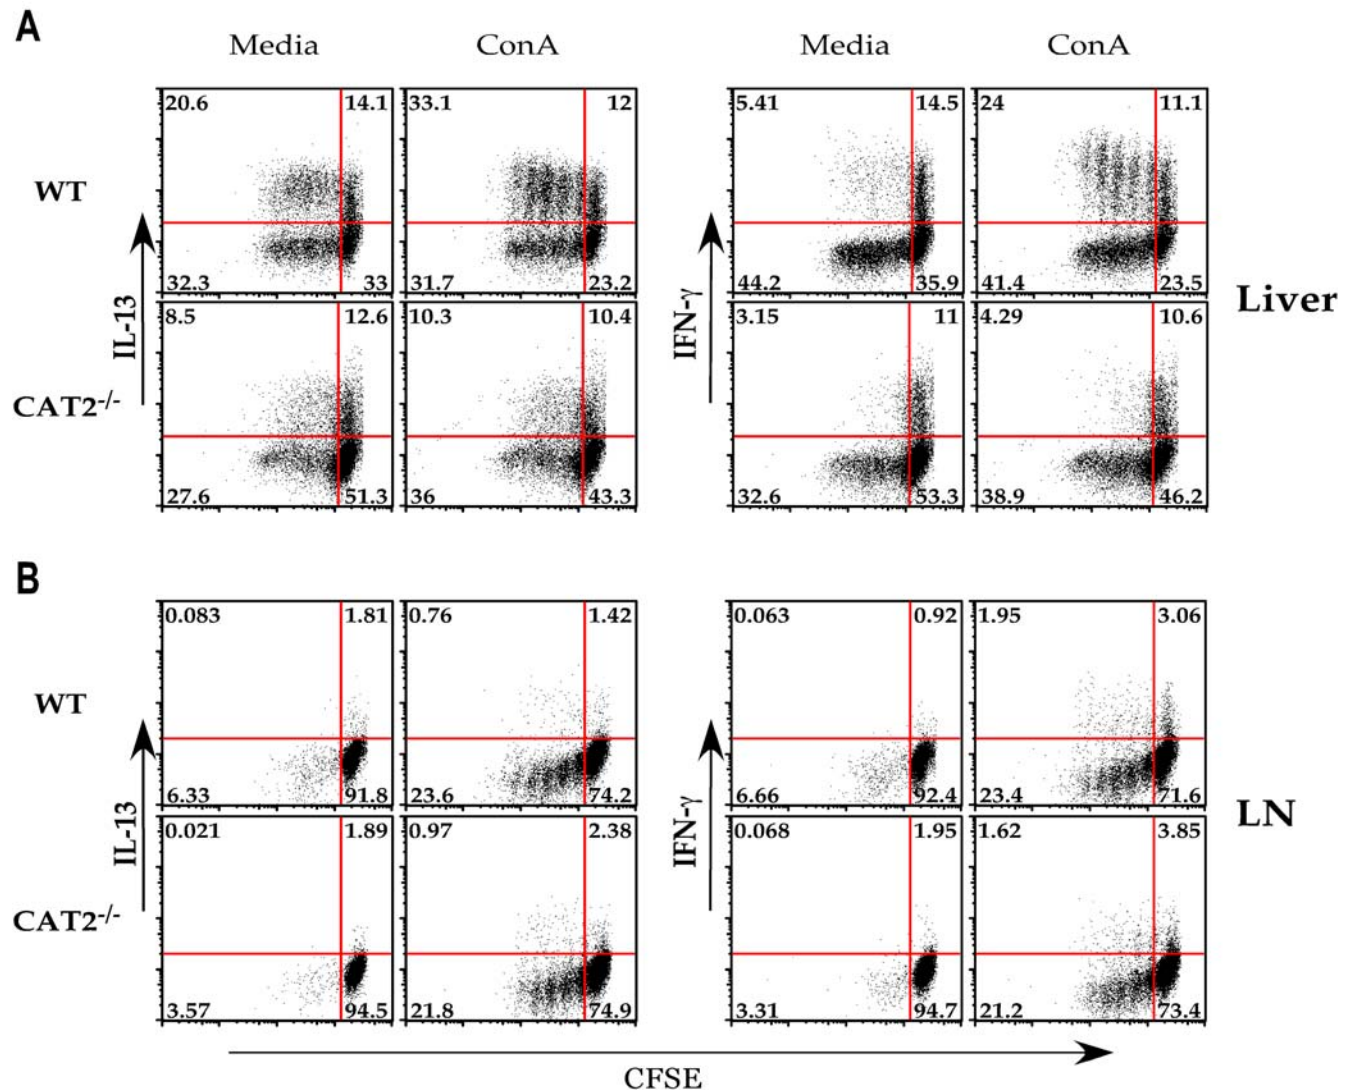 A
Media ConA Media ConA
20.6 14.1 33.1 12 5.41 14.5 24 11.1
WT
32.3 33 31.7 23.2 44.2 35.9 41.4 23.5
IL-13 IFN-γ Liver
8.5 12.6 10.3 10.4 3.15 11 4.29 10.6
CAT2-/-
27.6 51.3 36 43.3 32.6 53.3 38.9 46.2
B
0.083 1.81 0.76 1.42 0.063 0.92 1.95 3.06
WT
6.33 91.8 23.6 74.2 6.66 92.4 23.4 71.6
IL-13 IFN-γ LN
0.021 1.89 0.97 2.38 0.068 1.95 1.62 3.85
CAT2-/-
3.57 94.5 21.8 74.9 3.31 94.7 21.2 73.4
CFSE